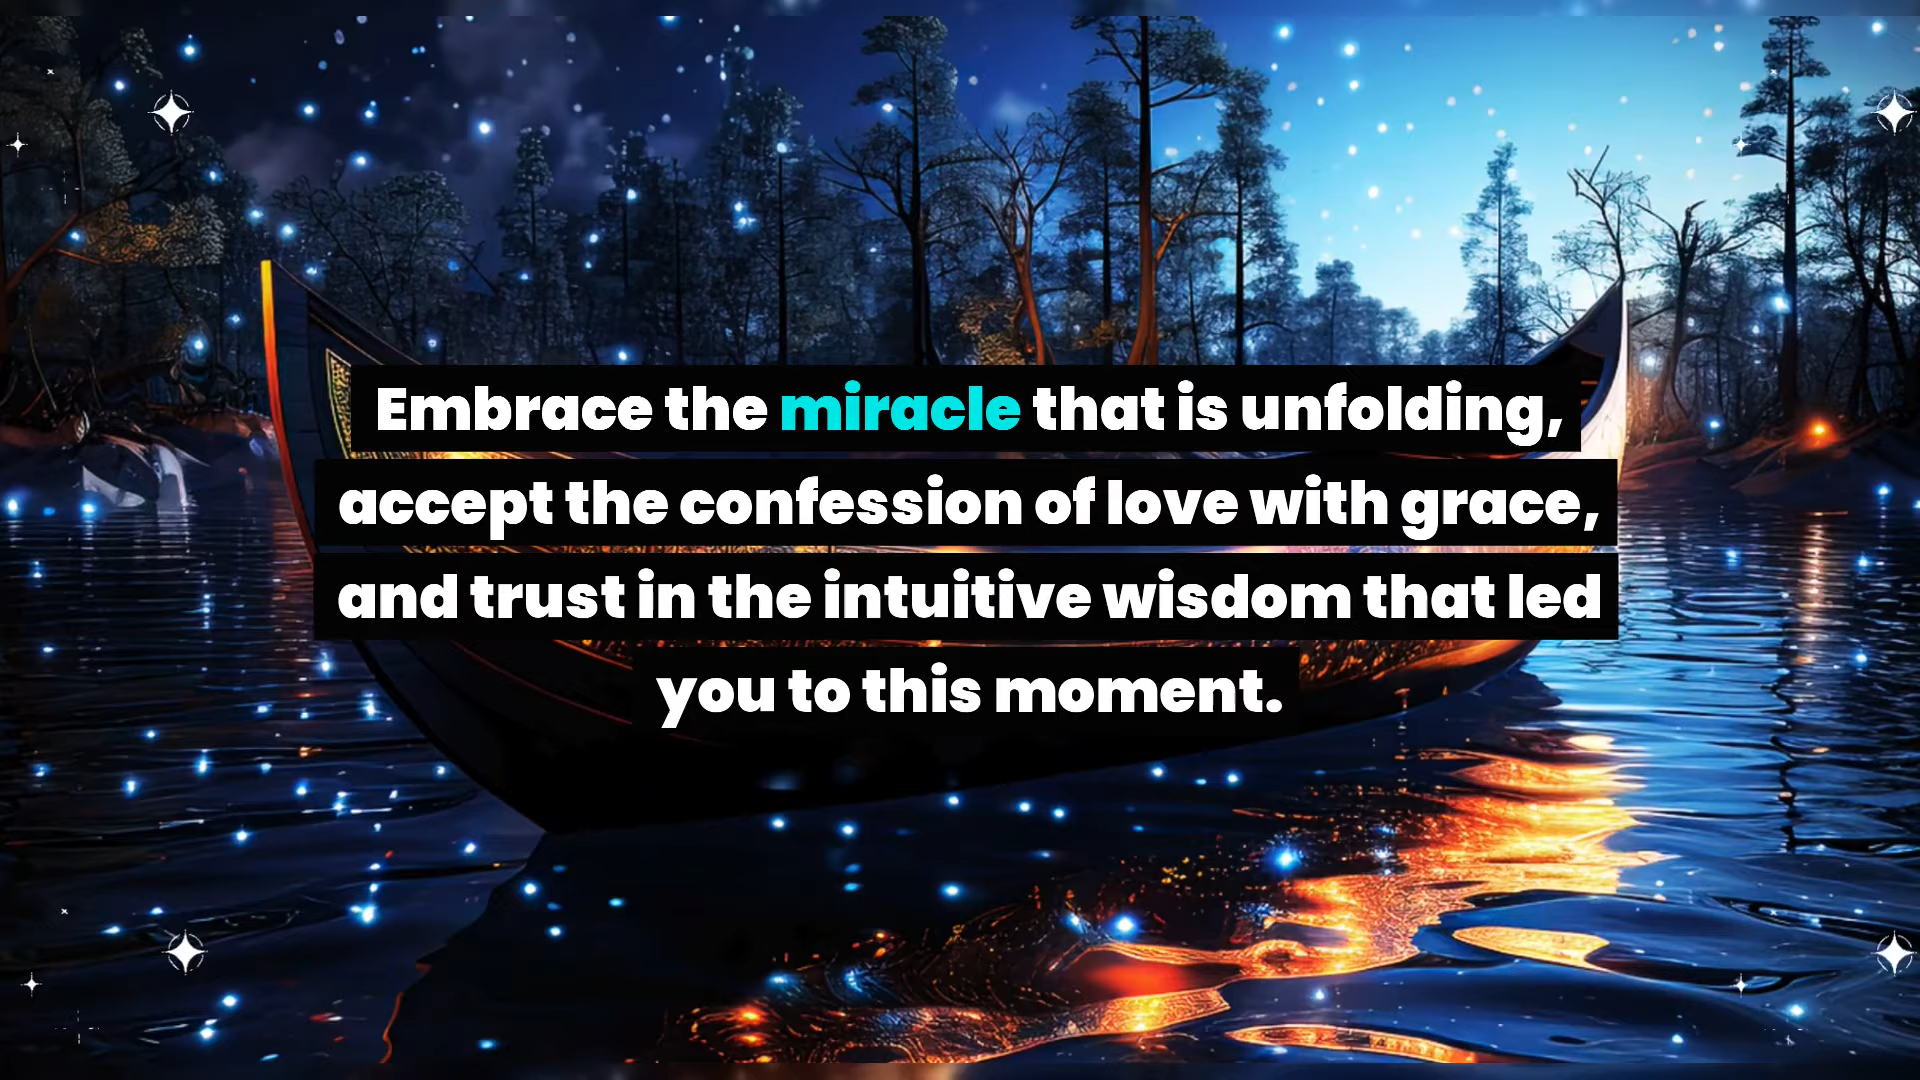 Embrace the miracle that is unfolding,
accept the confession of love with grace,
and trust in the intuitive wisdom that led
you to this moment.